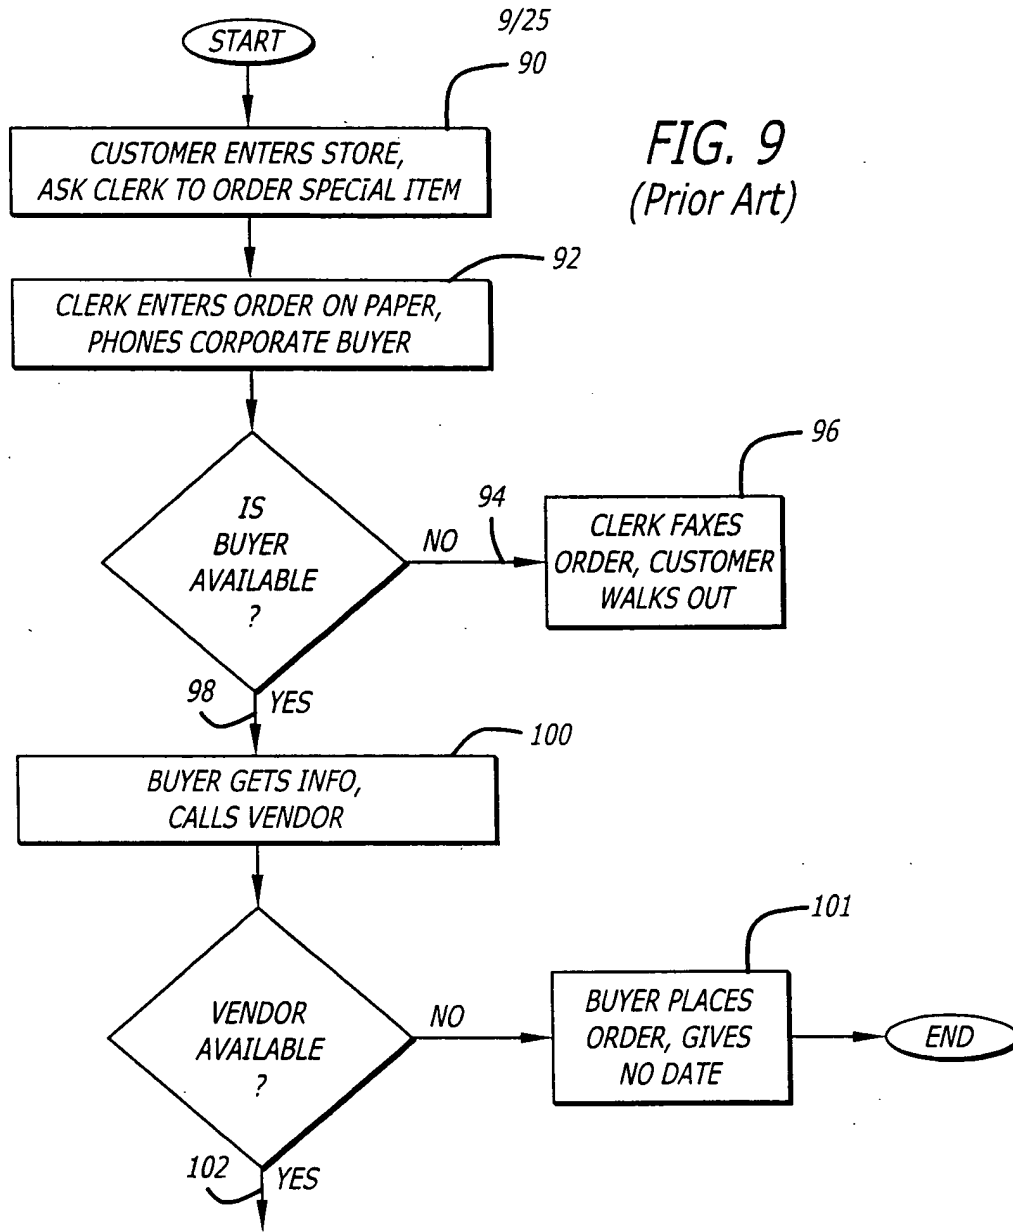 9/25
START
90
CUSTOMER ENTERS STORE,
ASK CLERK TO ORDER SPECIAL ITEM
FIG. 9
(Prior Art)
92
CLERK ENTERS ORDER ON PAPER,
PHONES CORPORATE BUYER
96
IS
BUYER
AVAILABLE
?
NO
94
CLERK FAXES
ORDER, CUSTOMER
WALKS OUT
98
YES
100
BUYER GETS INFO,
CALLS VENDOR
101
VENDOR
AVAILABLE
?
NO
BUYER PLACES
ORDER, GIVES
NO DATE
END
102
YES